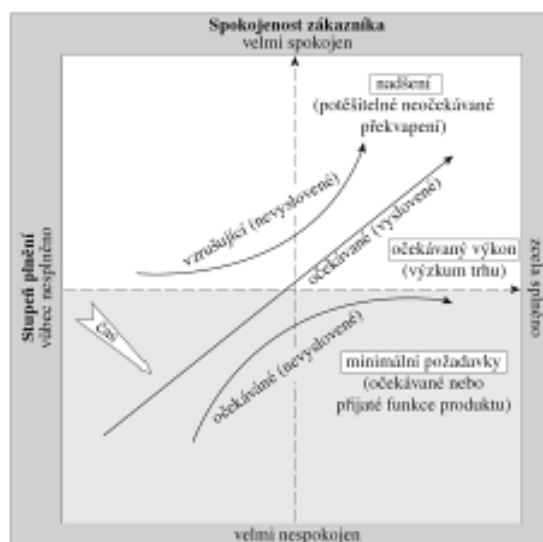 Spokojenost zákazníka
velmi spokojen
nadšení
(potěšitelné neočekávané
překvapení)
vzrušující (nevyslovené)
očekávané (vyslovené)
Stupeň plnění
vůbec nesplněno
očekávaný výkon
(výzkum trhu)
zcela splněno
čas
očekáváné (nevyslovené)
minimální požadavky
(očekávané nebo
přijaté funkce produktu)
velmi nespokojen